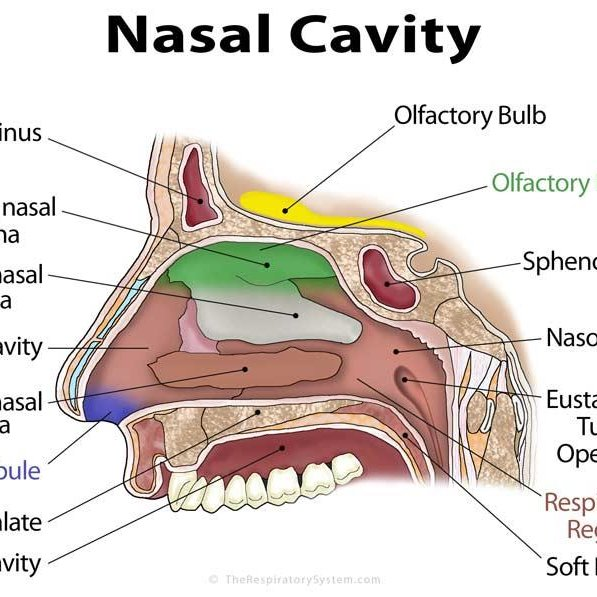 Nasal Cavity
Olfactory Bulb
inus
Olfactory
nasal
na
Spheno
nasal
a
avity
Naso
nasal
a
Eusta
Tu
Ope
bule
Resp
Reg
late
avity
Soft
© TheRespiratorySystem.com